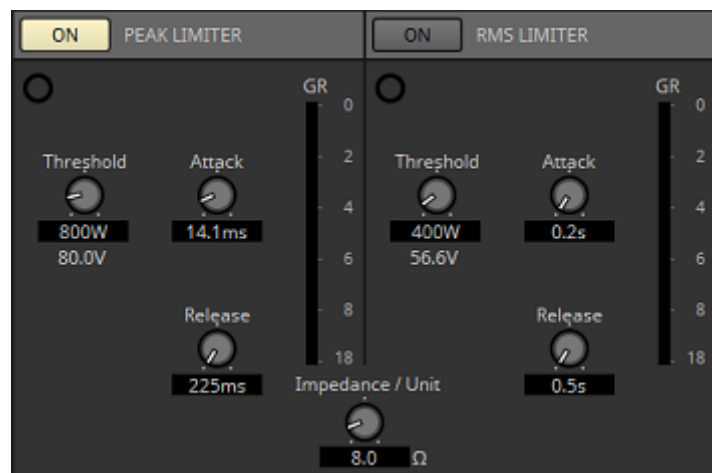 ON PEAK LIMITER
GR
0
2
4
6
8
18
Threshold
800W
80.0V
Attack
14.1ms
Release
225ms
ON RMS LIMITER
GR
0
2
4
6
8
18
Threshold
400W
56.6V
Attack
0.2s
Release
0.5s
Impedance / Unit
8.0 Ω